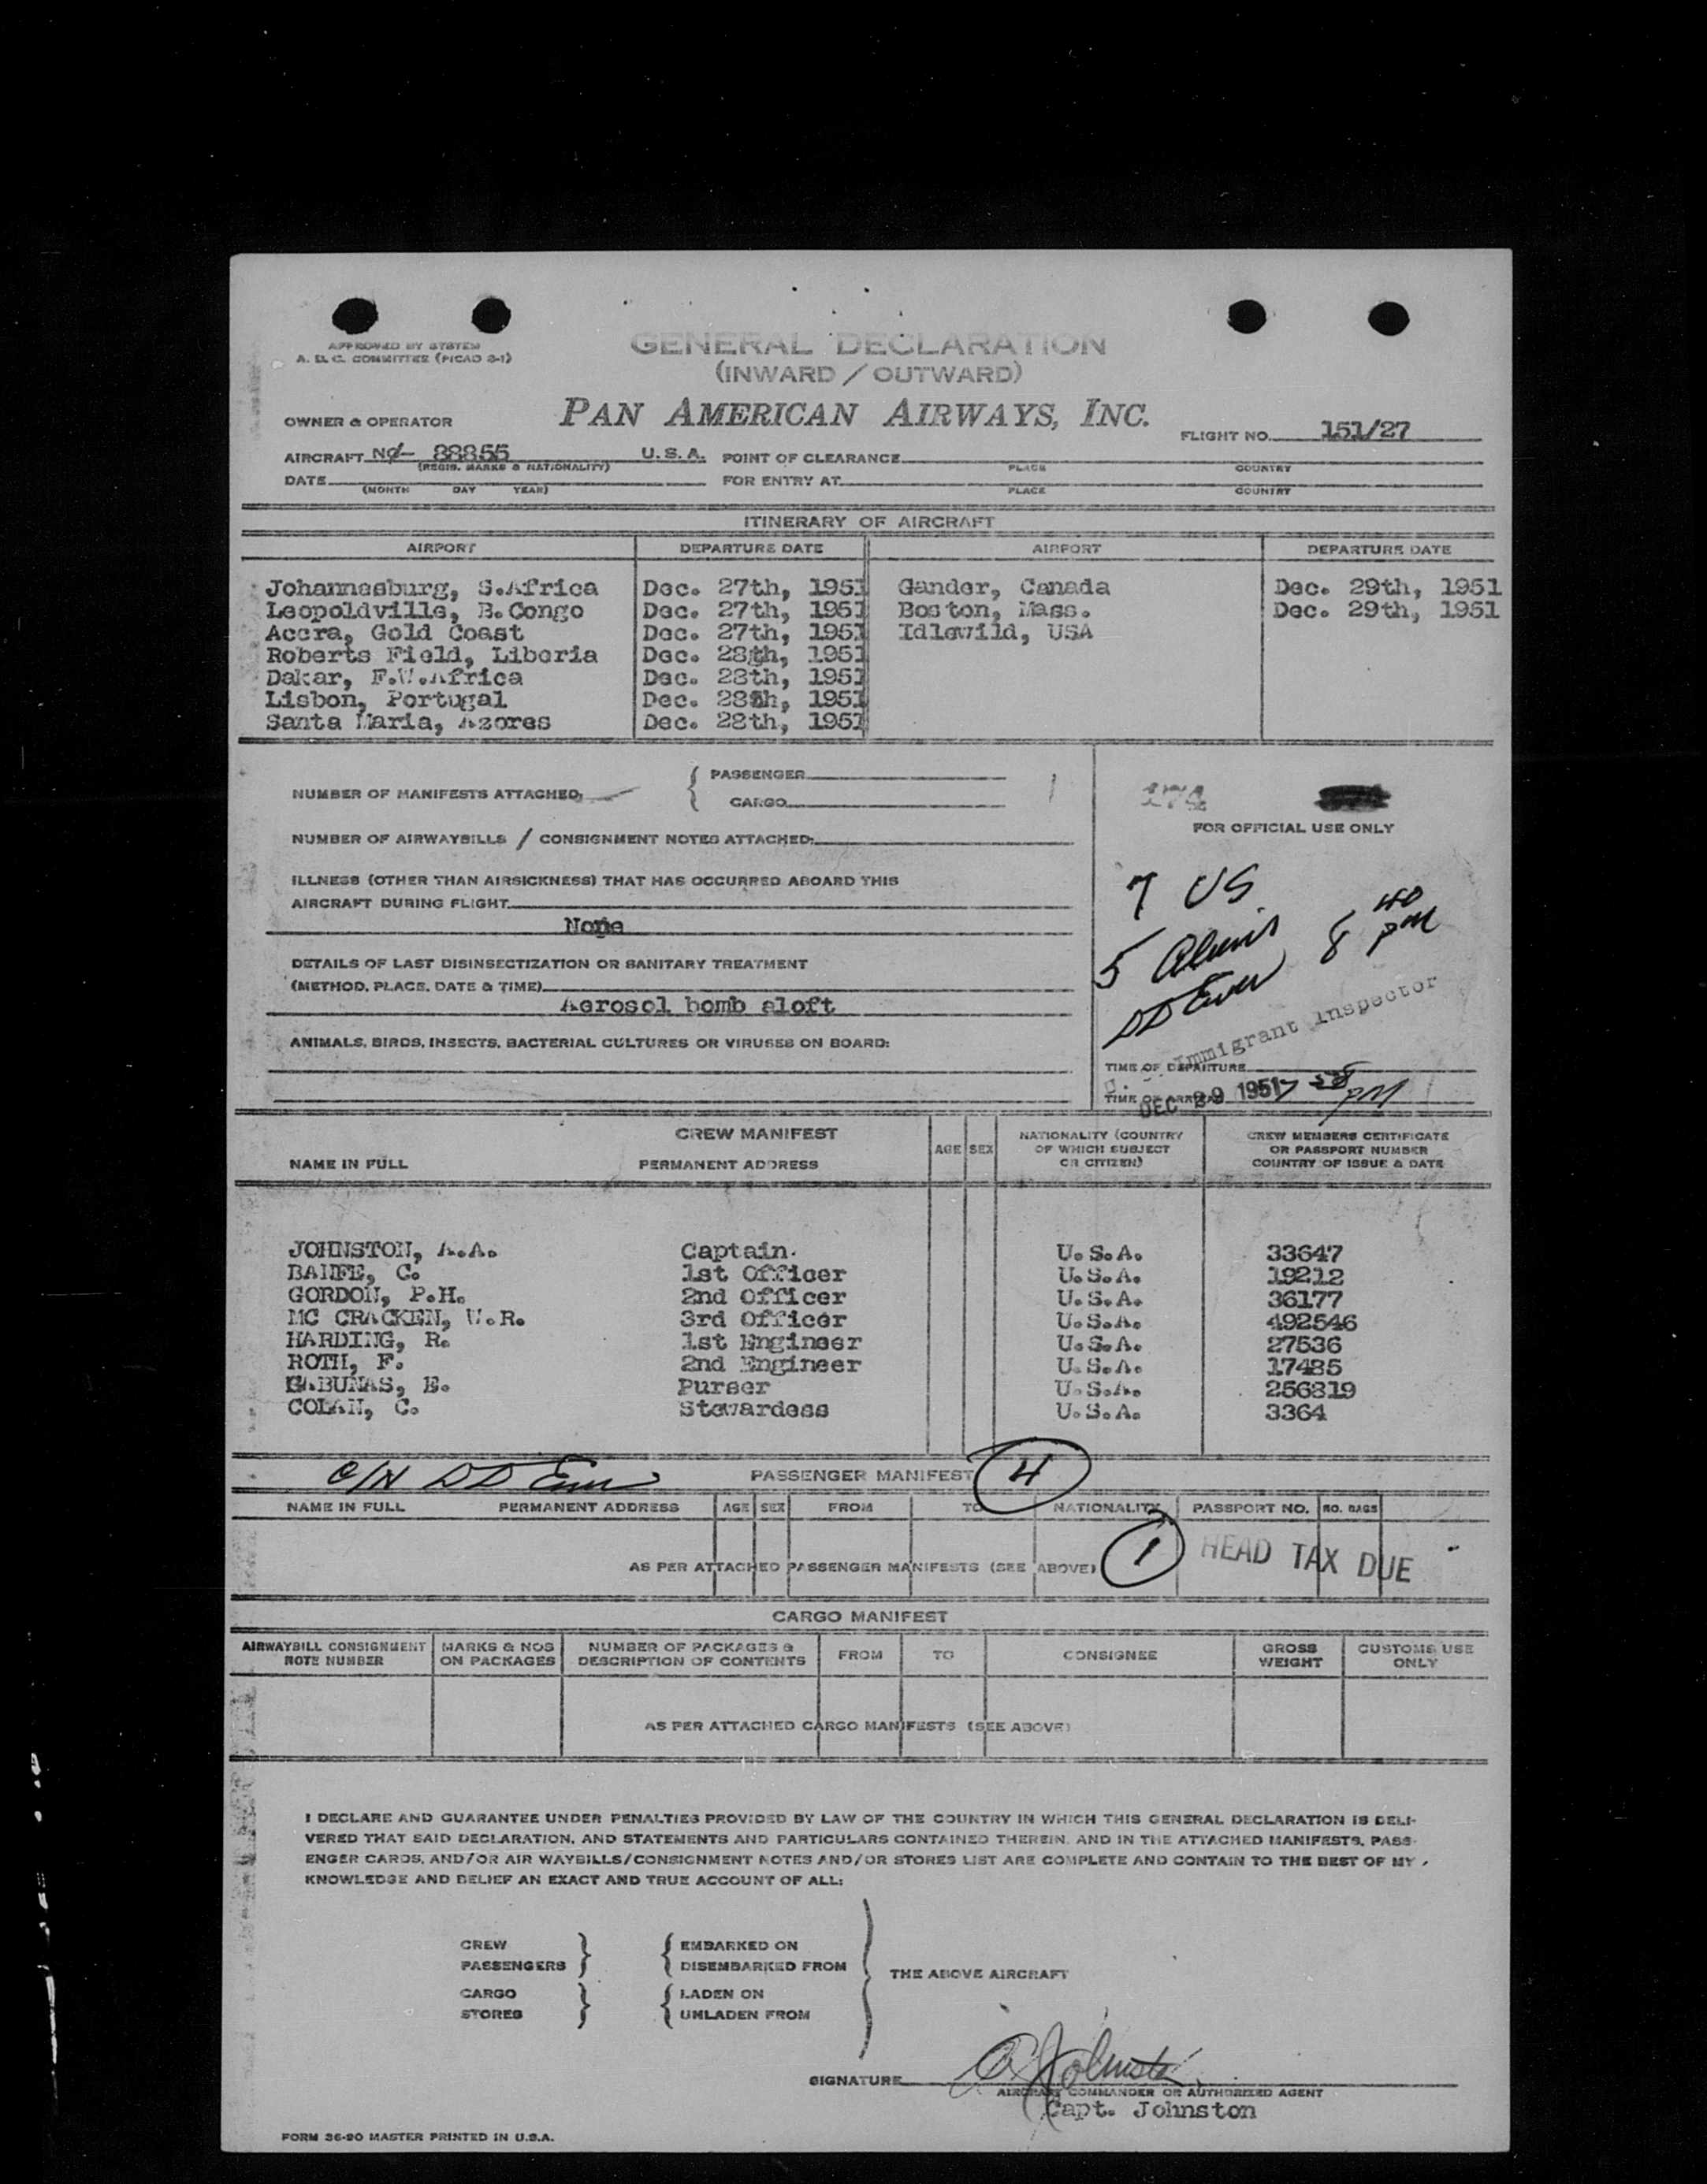 APPROVED BY SYSTEM
A. D. C. COMMITTEE (PICAO 2-1)
GENERAL DECLARATION
(INWARD / OUTWARD)
OWNER & OPERATOR
PAN AMERICAN AIRWAYS, INC.
FLIGHT NO. 151/27
AIRCRAFT NC- 88855 U. S. A. POINT OF CLEARANCE
(REGIS. MARKS & NATIONALITY) PLACE COUNTRY
DATE FOR ENTRY AT
(MONTH DAY YEAR) PLACE COUNTRY
ITINERARY OF AIRCRAFT
AIRPORT DEPARTURE DATE AIRPORT DEPARTURE DATE
Johannesburg, S.Africa Dec. 27th, 1951 Gander, Canada Dec. 29th, 1951
Leopoldville, B.Congo Dec. 27th, 1951 Boston, Mass. Dec. 29th, 1951
Accra, Gold Coast Dec. 27th, 1951 Idlewild, USA
Roberts Field, Liberia Dec. 28th, 1951
Dakar, F.W.Africa Dec. 28th, 1951
Lisbon, Portugal Dec. 28th, 1951
Santa Maria, Azores Dec. 28th, 1951
NUMBER OF MANIFESTS ATTACHED: { PASSENGER
CARGO
FOR OFFICIAL USE ONLY
NUMBER OF AIRWAYBILLS / CONSIGNMENT NOTES ATTACHED:
ILLNESS (OTHER THAN AIRSICKNESS) THAT HAS OCCURRED ABOARD THIS
AIRCRAFT DURING FLIGHT
None
7 US
5 Aliens 8 40 PM
DETAILS OF LAST DISINSECTIZATION OR SANITARY TREATMENT
(METHOD, PLACE, DATE & TIME)
Aerosol bomb aloft
Immigrant Inspector
ANIMALS, BIRDS, INSECTS, BACTERIAL CULTURES OR VIRUSES ON BOARD:
TIME OF DEPARTURE
TIME OF ARRIVAL
DEC 29 1951 7 58 PM
CREW MANIFEST
NAME IN FULL PERMANENT ADDRESS AGE SEX NATIONALITY (COUNTRY OF WHICH SUBJECT OR CITIZEN) CREW MEMBERS CERTIFICATE OR PASSPORT NUMBER COUNTRY OF ISSUE & DATE
JOHNSTON, A.A. Captain. U.S.A. 33647
C. 1st Officer U.S.A. 19212
GORDON, P.H. 2nd Officer U.S.A. 36177
MC CRACKEN, W.R. 3rd Officer U.S.A. 492546
HARDING, R. 1st Engineer U.S.A. 27536
ROTH, F. 2nd Engineer U.S.A. 17485
E. Purser U.S.A. 256819
COLAN, C. Stewardess U.S.A. 3364
PASSENGER MANIFEST 4
NAME IN FULL PERMANENT ADDRESS AGE SEX FROM TO NATIONALITY PASSPORT NO. NO. BAGS
AS PER ATTACHED PASSENGER MANIFESTS (SEE ABOVE) 1 HEAD TAX DUE
CARGO MANIFEST
AIRWAYBILL CONSIGNMENT NOTE NUMBER MARKS & NOS ON PACKAGES NUMBER OF PACKAGES & DESCRIPTION OF CONTENTS FROM TO CONSIGNEE GROSS WEIGHT CUSTOMS USE ONLY
AS PER ATTACHED CARGO MANIFESTS (SEE ABOVE)
I DECLARE AND GUARANTEE UNDER PENALTIES PROVIDED BY LAW OF THE COUNTRY IN WHICH THIS GENERAL DECLARATION IS DELI-
VERED THAT SAID DECLARATION, AND STATEMENTS AND PARTICULARS CONTAINED THEREIN, AND IN THE ATTACHED MANIFESTS, PASS-
ENGER CARDS, AND/OR AIR WAYBILLS/CONSIGNMENT NOTES AND/OR STORES LIST ARE COMPLETE AND CONTAIN TO THE BEST OF MY
KNOWLEDGE AND BELIEF AN EXACT AND TRUE ACCOUNT OF ALL:
CREW } { EMBARKED ON
PASSENGERS DISEMBARKED FROM
THE ABOVE AIRCRAFT
CARGO } { LADEN ON
STORES UNLADEN FROM
SIGNATURE A Johnston
AIRCRAFT COMMANDER OR AUTHORIZED AGENT
Capt. Johnston
FORM 36-90 MASTER PRINTED IN U.S.A.